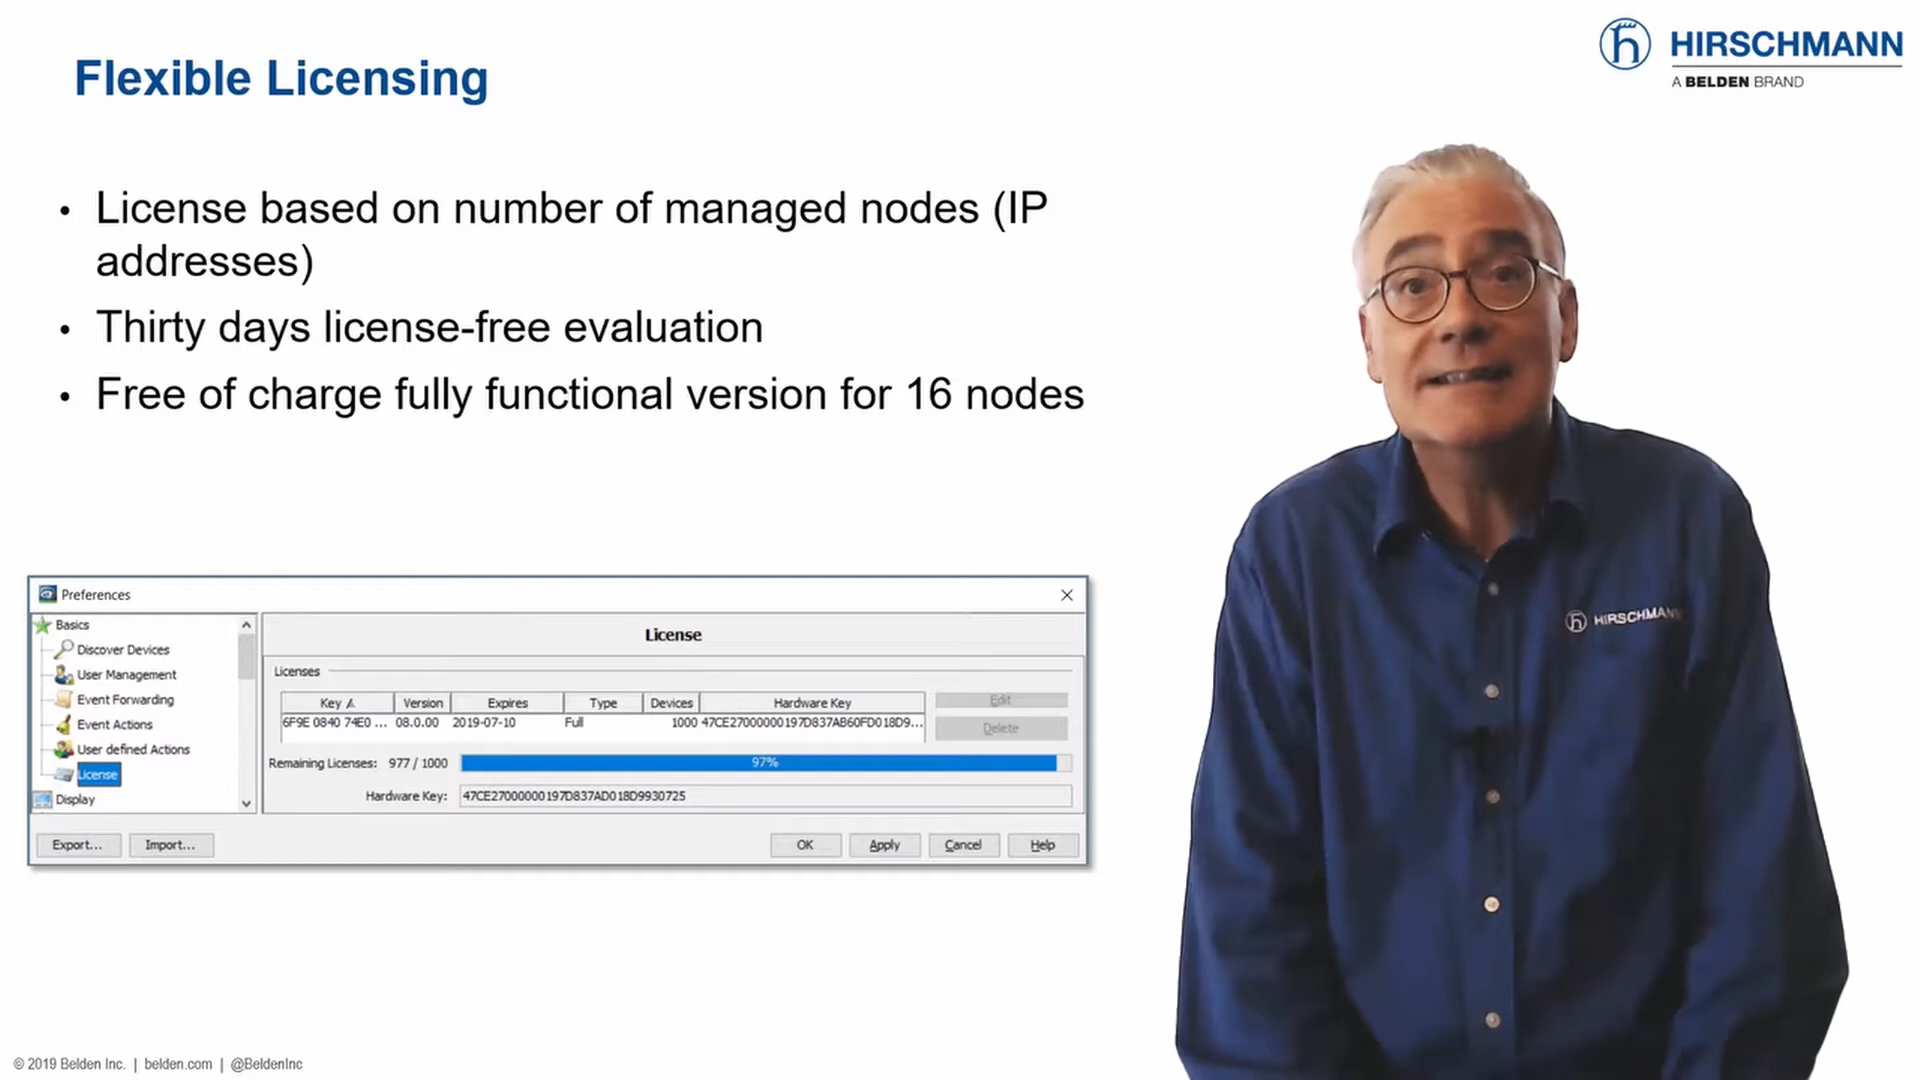 Flexible Licensing
HIRSCHMANN
A BELDEN BRAND
• License based on number of managed nodes (IP
addresses)
• Thirty days license-free evaluation
• Free of charge fully functional version for 16 nodes
HIRSCHMANN
Preferences
Basics
Discover Devices
User Management
Event Forwarding
Event Actions
User defined Actions
License
Display
License
Licenses
Key Version Expires Type Devices Hardware Key
6F9E 0840 74E0 ... 08.0.00 2019-07-10 Full 1000 47CE27000000197D837AB60FD018D9...
Edit
Delete
Remaining Licenses: 977 / 1000 97%
Hardware Key: 47CE27000000197D837AD018D9930725
Export... Import... OK Apply Cancel Help
© 2019 Belden Inc. | belden.com | @BeldenInc